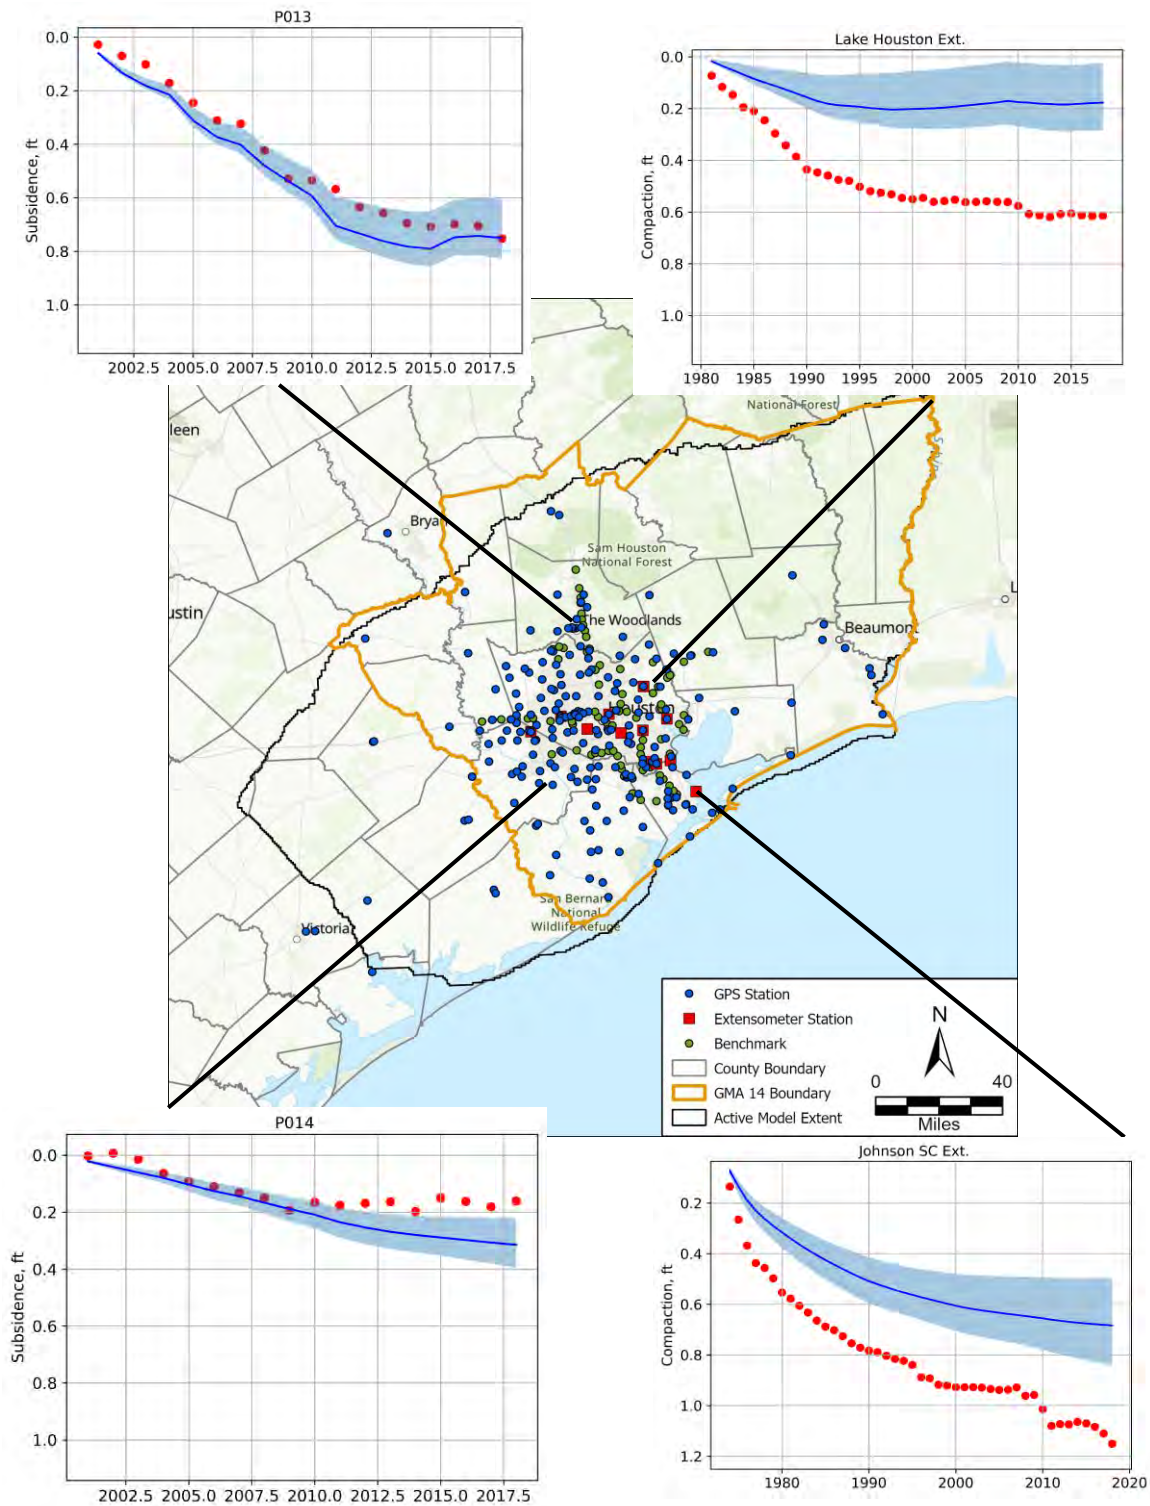 P013
0.0
0.2
0.4
0.6
0.8
1.0
Subsidence, ft
2002.5 2005.0 2007.5 2010.0 2012.5 2015.0 2017.5
Lake Houston Ext.
0.0
0.2
0.4
0.6
0.8
1.0
Compaction, ft
1980 1985 1990 1995 2000 2005 2010 2015
National Forest
leen
Brya
Sam Houston
National Forest
L
ustin
The Woodlands
Beaumont
Houston
San Bernard
National
Wildlife Refuge
Victoria
GPS Station
Extensometer Station
Benchmark
County Boundary
GMA 14 Boundary
Active Model Extent
N
0 40
Miles
P014
0.0
0.2
0.4
0.6
0.8
1.0
Subsidence, ft
2002.5 2005.0 2007.5 2010.0 2012.5 2015.0 2017.5
Johnson SC Ext.
0.2
0.4
0.6
0.8
1.0
1.2
Compaction, ft
1980 1990 2000 2010 2020